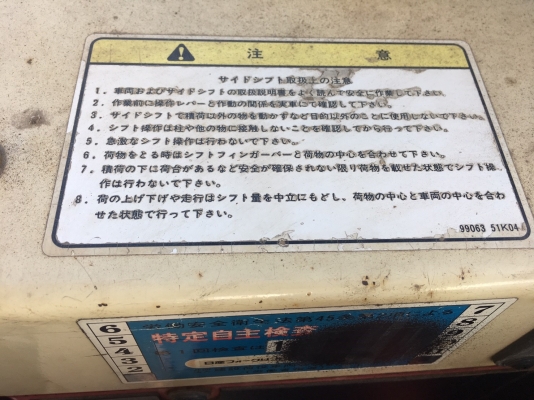 注 意
サイドシフト取扱上の注意
1. 車両およびサイドシフトの取扱説明書をよく読んで安全に作業して下さい。
2. 作業前に操作レバーと作動の関係を実車にて確認して下さい。
3. サイドシフトで積荷以外の物を動かすなど目的以外のことに使用しないで下さい。
4. シフト操作は柱や他の物に接触しないことを確認してから行って下さい。
5. 急激なシフト操作は行わないで下さい。
6. 荷物をとる時はシフトフィンガーバーと荷物の中心を合わせて下さい。
7. 積荷の下に荷台があるなど安全が確保されない限り荷物を載せた状態でシフト操
作は行わないで下さい。
8. 荷の上げ下げや走行はシフト量を中立にもどし、荷物の中心と車両の中心を合わ
せた状態で行って下さい。
99063 51K04
労働安全衛生法第45条
特定自主検査
6
5
4
3
2
7
8